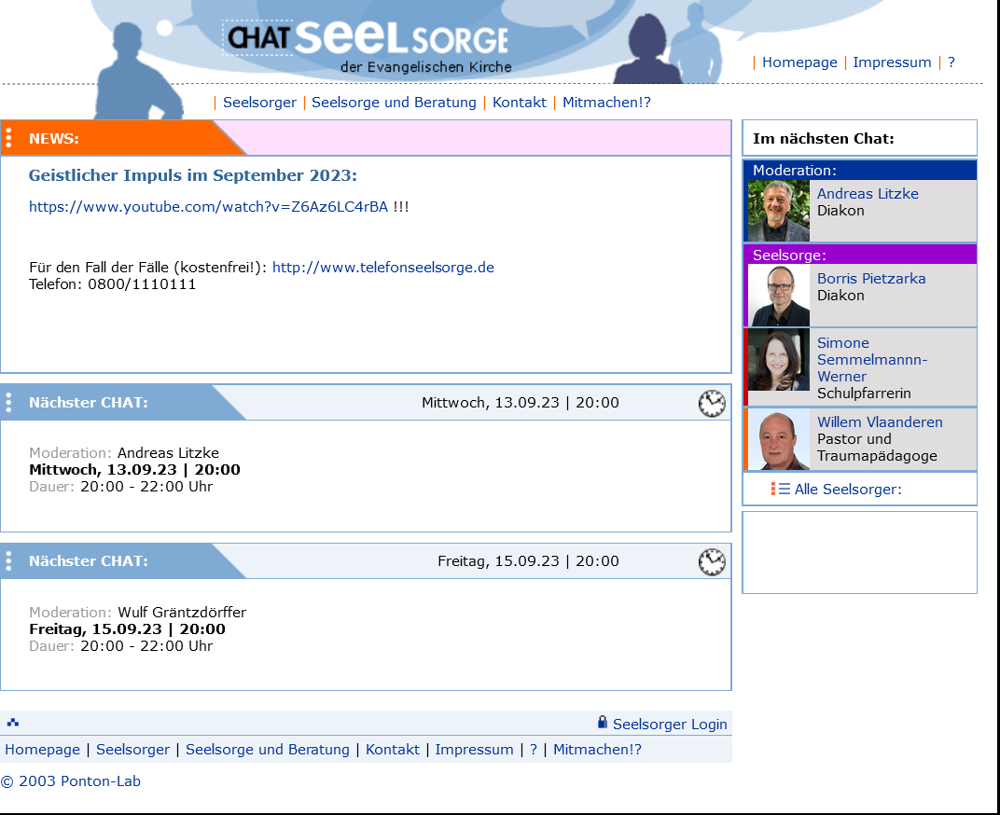 CHAT SeeLSORGE
der Evangelischen Kirche
| Homepage | Impressum | ?
| Seelsorger | Seelsorge und Beratung | Kontakt | Mitmachen!?
NEWS:
Geistlicher Impuls im September 2023:
https://www.youtube.com/watch?v=Z6Az6LC4rBA !!!
Für den Fall der Fälle (kostenfrei!): http://www.telefonseelsorge.de
Telefon: 0800/1110111
Nächster CHAT: Mittwoch, 13.09.23 | 20:00
Moderation: Andreas Litzke
Mittwoch, 13.09.23 | 20:00
Dauer: 20:00 - 22:00 Uhr
Nächster CHAT: Freitag, 15.09.23 | 20:00
Moderation: Wulf Gräntzdörffer
Freitag, 15.09.23 | 20:00
Dauer: 20:00 - 22:00 Uhr
Im nächsten Chat:
Moderation:
Andreas Litzke
Diakon
Seelsorge:
Borris Pietzarka
Diakon
Simone
Semmelmannn-
Werner
Schulpfarrerin
Willem Vlaanderen
Pastor und
Traumapädagoge
Alle Seelsorger:
Seelsorger Login
Homepage | Seelsorger | Seelsorge und Beratung | Kontakt | Impressum | ? | Mitmachen!?
© 2003 Ponton-Lab